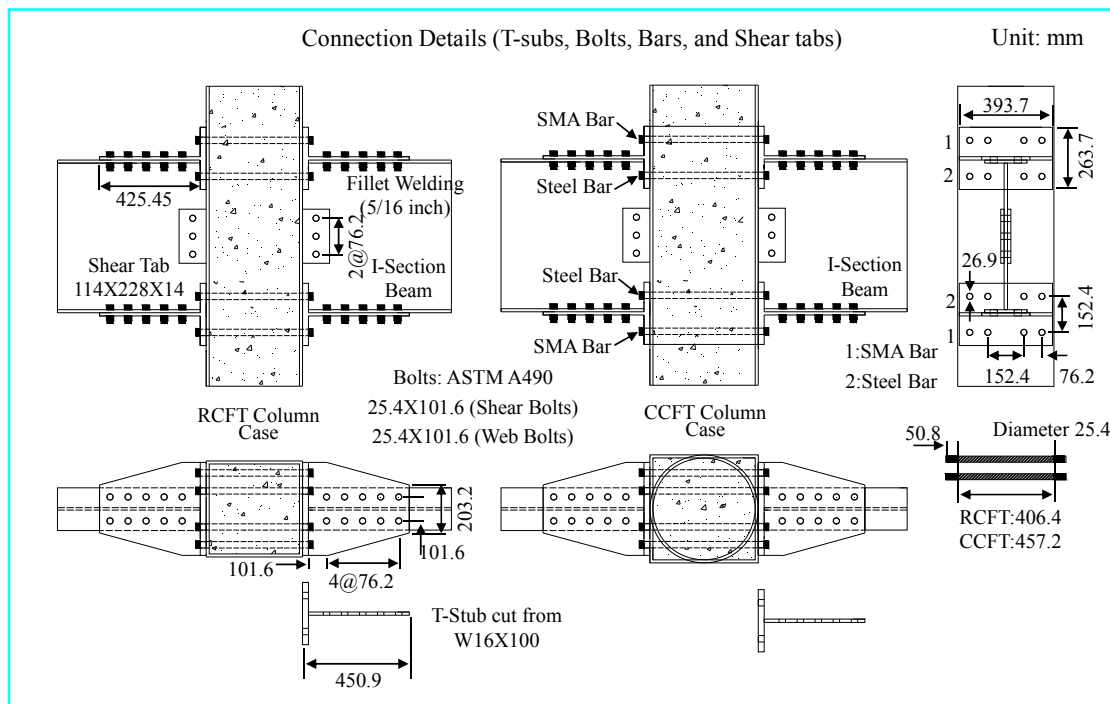 Connection Details (T-subs, Bolts, Bars, and Shear tabs)
Unit: mm
425.45
Fillet Welding
(5/16 inch)
2@76.2
Shear Tab
114X228X14
I-Section
Beam
SMA Bar
Steel Bar
Steel Bar
SMA Bar
I-Section
Beam
393.7
263.7
1
2
26.9
2
1
152.4
152.4
76.2
1:SMA Bar
2:Steel Bar
Bolts: ASTM A490
25.4X101.6 (Shear Bolts)
25.4X101.6 (Web Bolts)
RCFT Column
Case
CCFT Column
Case
203.2
101.6
101.6
4@76.2
50.8
Diameter 25.4
RCFT:406.4
CCFT:457.2
T-Stub cut from
W16X100
450.9